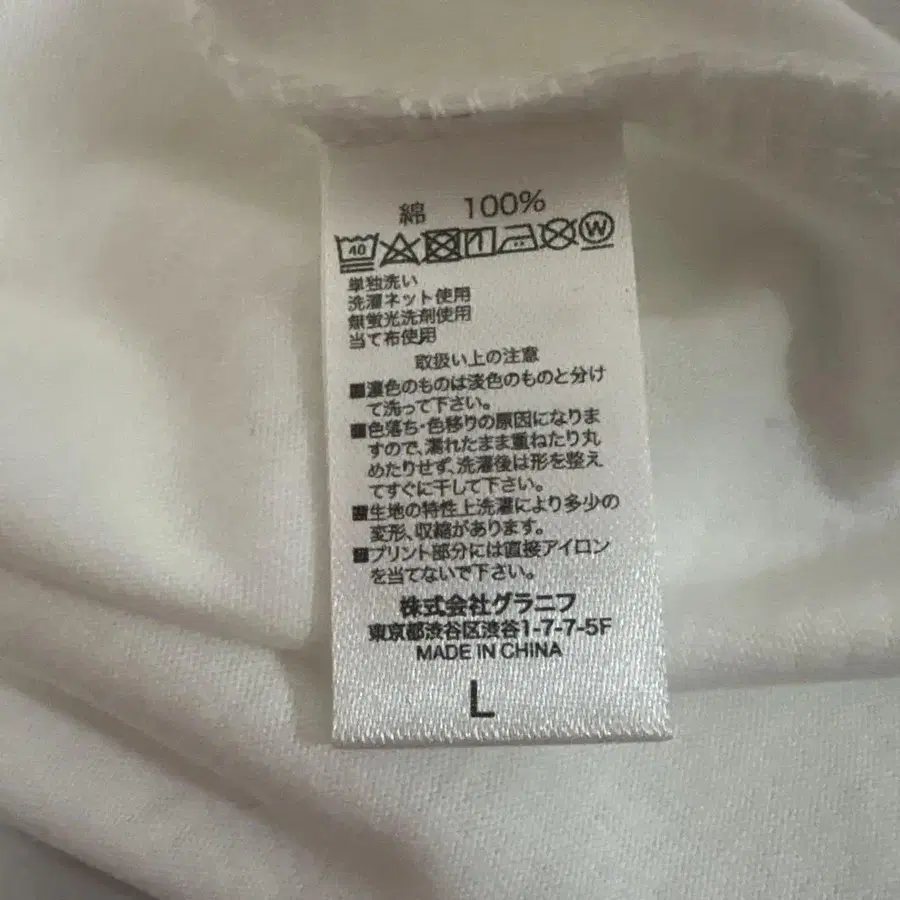 綿 100%
40 W
単独洗い
洗濯ネット使用
無蛍光洗剤使用
当て布使用
取扱い上の注意
■濃色のものは淡色のものと分け
て洗って下さい。
■色落ち・色移りの原因になりま
すので、濡れたまま重ねたり丸
めたりせず、洗濯後は形を整え
てすぐに干して下さい。
■生地の特性上洗濯により多少の
変形、収縮があります。
■プリント部分には直接アイロン
を当てないで下さい。
株式会社グラニフ
東京都渋谷区渋谷1-7-7-5F
MADE IN CHINA
L